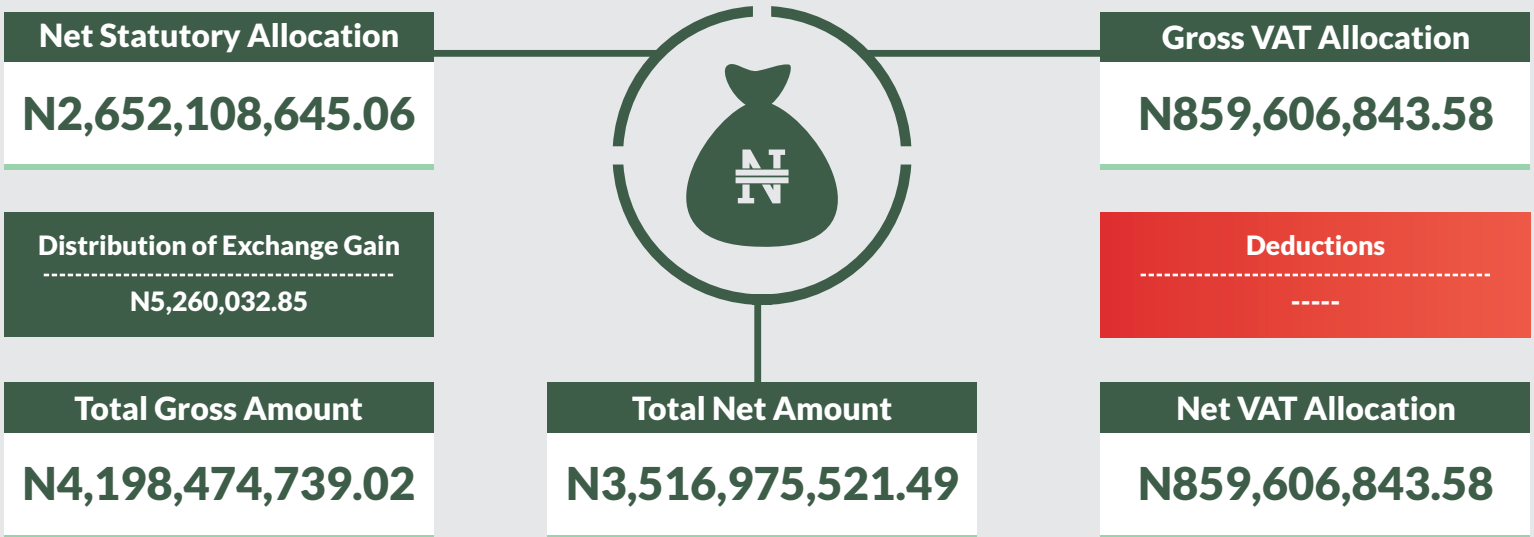 Net Statutory Allocation
N2,652,108,645.06
Gross VAT Allocation
N859,606,843.58
₦
Distribution of Exchange Gain
-------------------------------------------
N5,260,032.85
Deductions
-------------------------------------------
-----
Total Gross Amount
N4,198,474,739.02
Total Net Amount
N3,516,975,521.49
Net VAT Allocation
N859,606,843.58